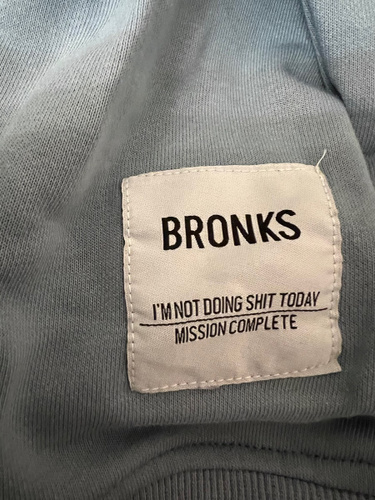 BRONKS
I'M NOT DOING SHIT TODAY
MISSION COMPLETE